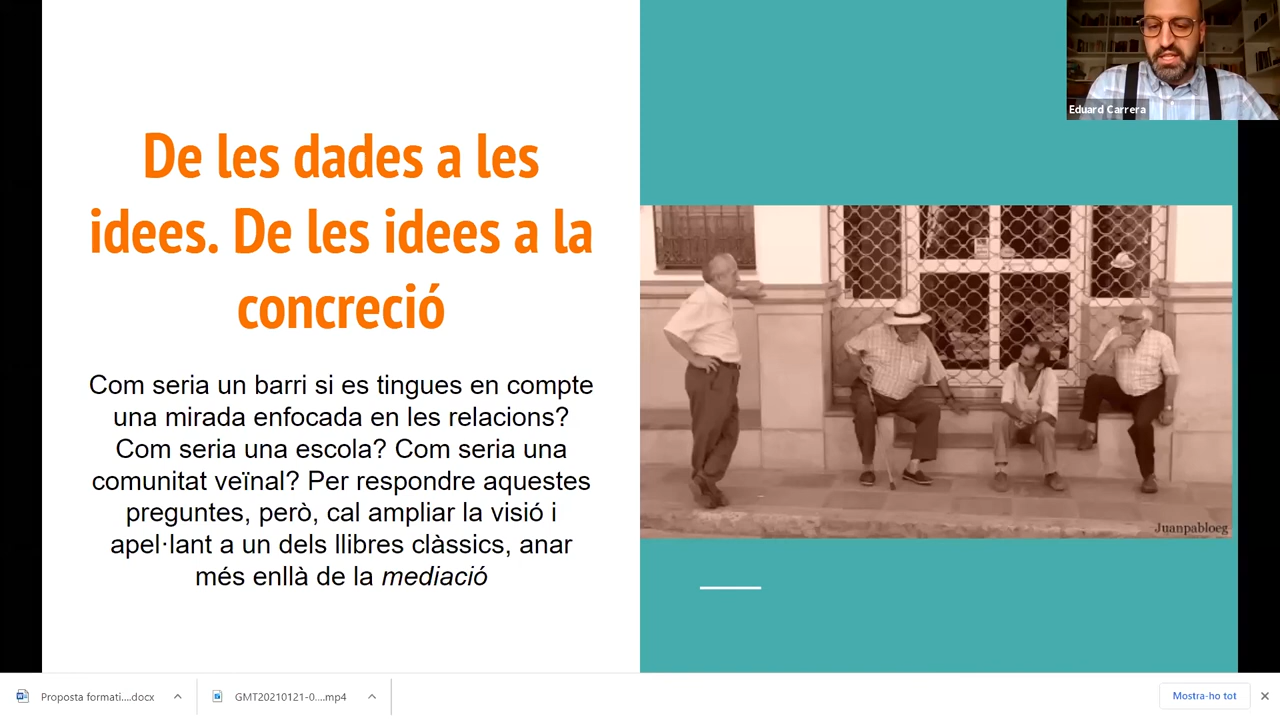 De les dades a les
idees. De les idees a la
concreció
Com seria un barri si es tingues en compte
una mirada enfocada en les relacions?
Com seria una escola? Com seria una
comunitat veïnal? Per respondre aquestes
preguntes, però, cal ampliar la visió i
apel·lant a un dels llibres clàssics, anar
més enllà de la mediació
Eduard Carrera
Juanpabloeg
Proposta formati....docx
GMT20210121-0....mp4
Mostra-ho tot